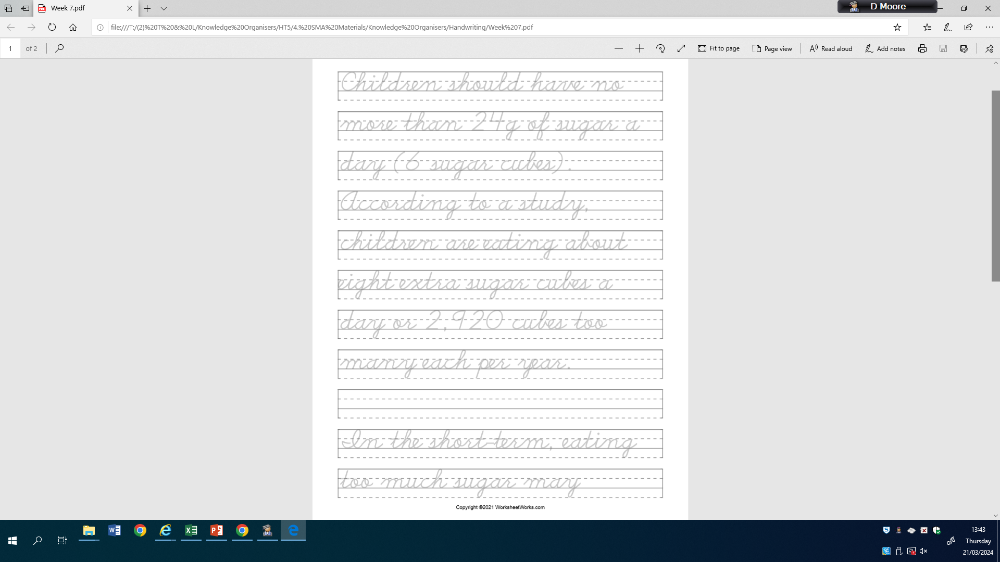 Week 7.pdf
D Moore
file:///T:/(2)%20T%20&%20L/Knowledge%20Organisers/HT5/4.%20SMA%20Materials/Knowledge%20Organisers/Handwriting/Week%207.pdf
1 of 2 Fit to page Page view Read aloud Add notes
Children should have no
more than 24g of sugar a
day (6 sugar cubes).
According to a study,
children are eating about
eight extra sugar cubes a
day or 2,920 cubes too
many each per year.
In the short-term, eating
too much sugar may
Copyright ©2021 WorksheetWorks.com
13:43
Thursday
21/03/2024